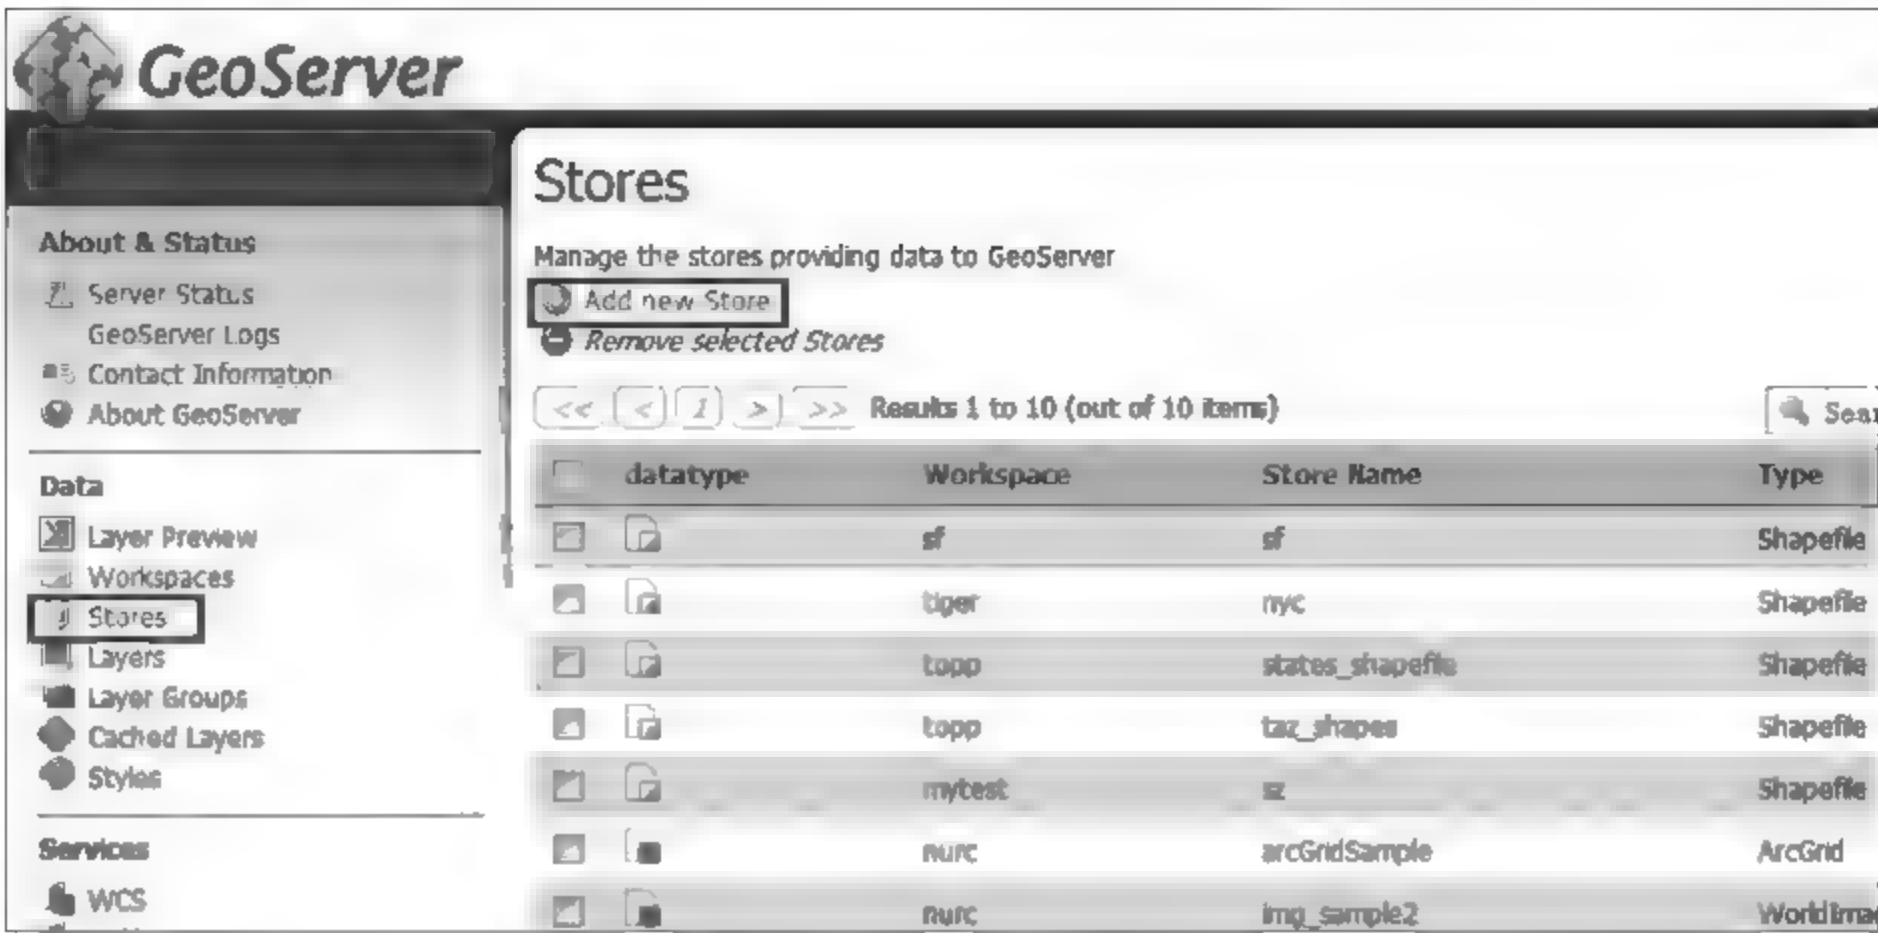 GeoServer
About & Status
Server Status
GeoServer Logs
Contact Information
About GeoServer
Data
Layer Preview
Workspaces
Stores
Layers
Layer Groups
Cached Layers
Styles
Services
WCS
Stores
Manage the stores providing data to GeoServer
Add new Store
Remove selected Stores
<< < 1 > >> Results 1 to 10 (out of 10 items)
datatype Workspace Store Name Type
sf sf Shapefile
tiger nyc Shapefile
topp states_shapefile Shapefile
topp taz_shapes Shapefile
mytest sz Shapefile
nurc arcGridSample ArcGrid
nurc img_sample2